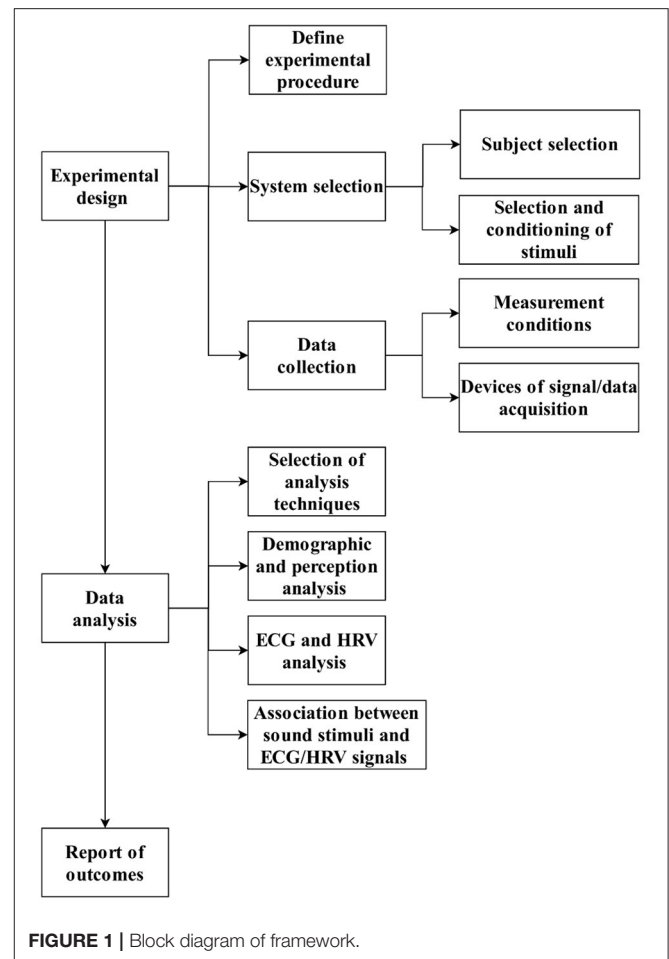 Define
experimental
procedure
Experimental
design
System selection
Subject selection
Selection and
conditioning of
stimuli
Data
collection
Measurement
conditions
Devices of signal/data
acquisition
Data
analysis
Selection of
analysis
techniques
Demographic
and perception
analysis
ECG and HRV
analysis
Association between
sound stimuli and
ECG/HRV signals
Report of
outcomes
FIGURE 1 | Block diagram of framework.